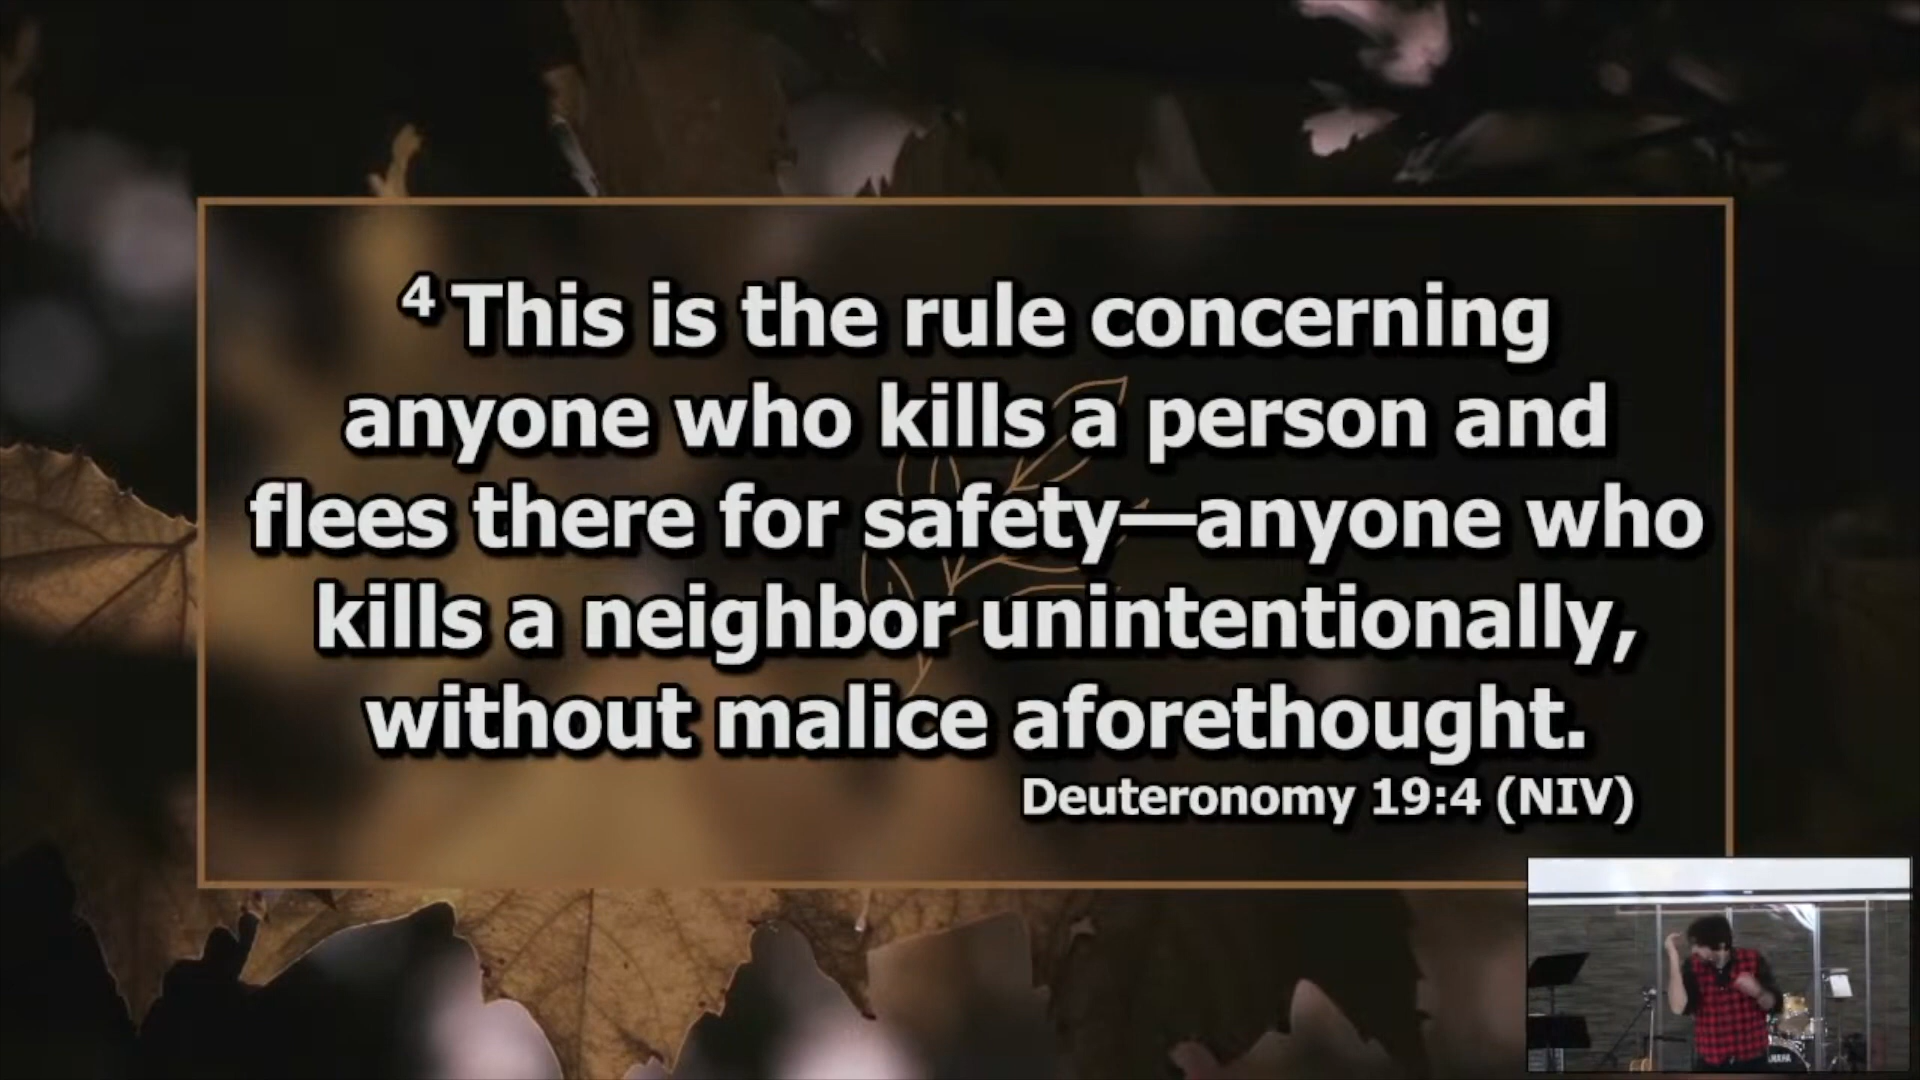 4 This is the rule concerning
anyone who kills a person and
flees there for safety—anyone who
kills a neighbor unintentionally,
without malice aforethought.
Deuteronomy 19:4 (NIV)
YAMAHA